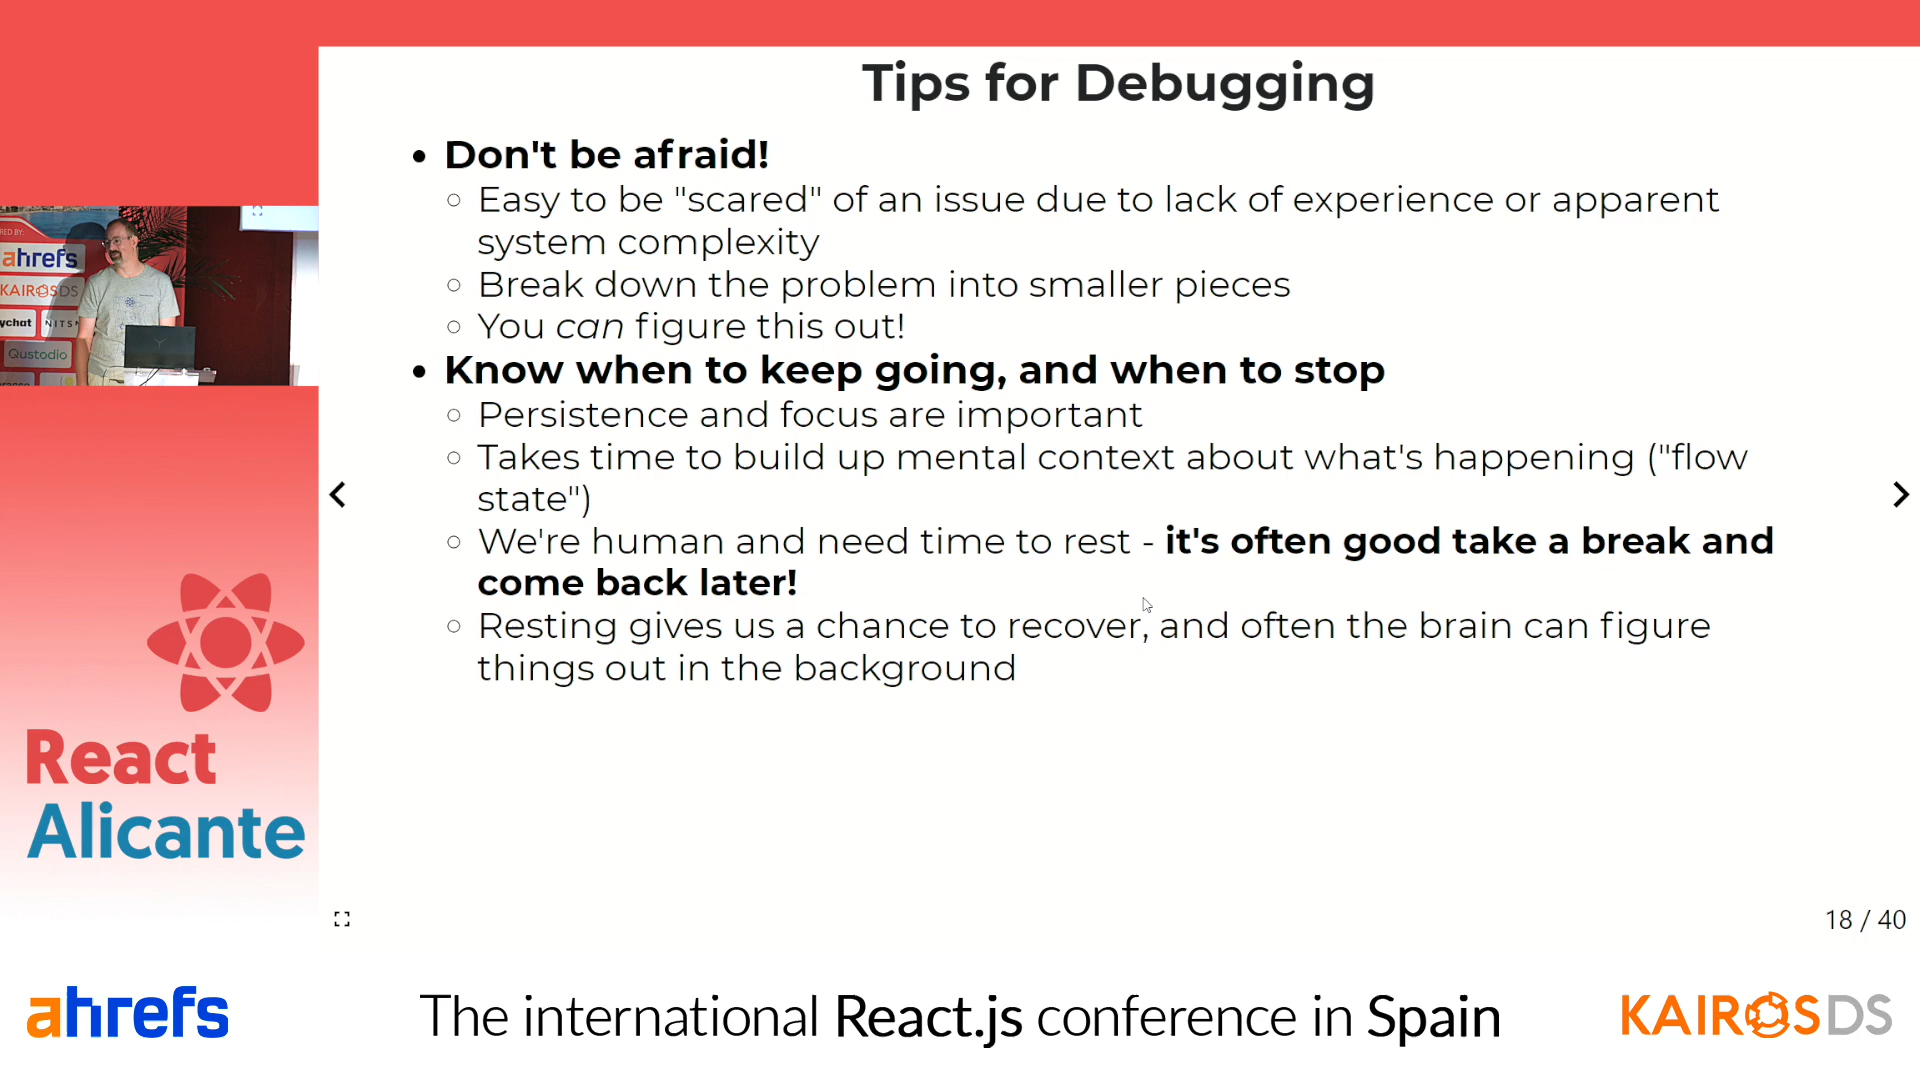 Tips for Debugging
Don't be afraid!
Easy to be "scared" of an issue due to lack of experience or apparent
system complexity
Break down the problem into smaller pieces
You can figure this out!
Know when to keep going, and when to stop
Persistence and focus are important
Takes time to build up mental context about what's happening ("flow
state")
We're human and need time to rest - it's often good take a break and
come back later!
Resting gives us a chance to recover, and often the brain can figure
things out in the background
18 / 40
RED BY:
ahrefs
KAIROSDS
ychat
NITS
Qustodio
React
Alicante
ahrefs
The international React.js conference in Spain
KAIROSDS